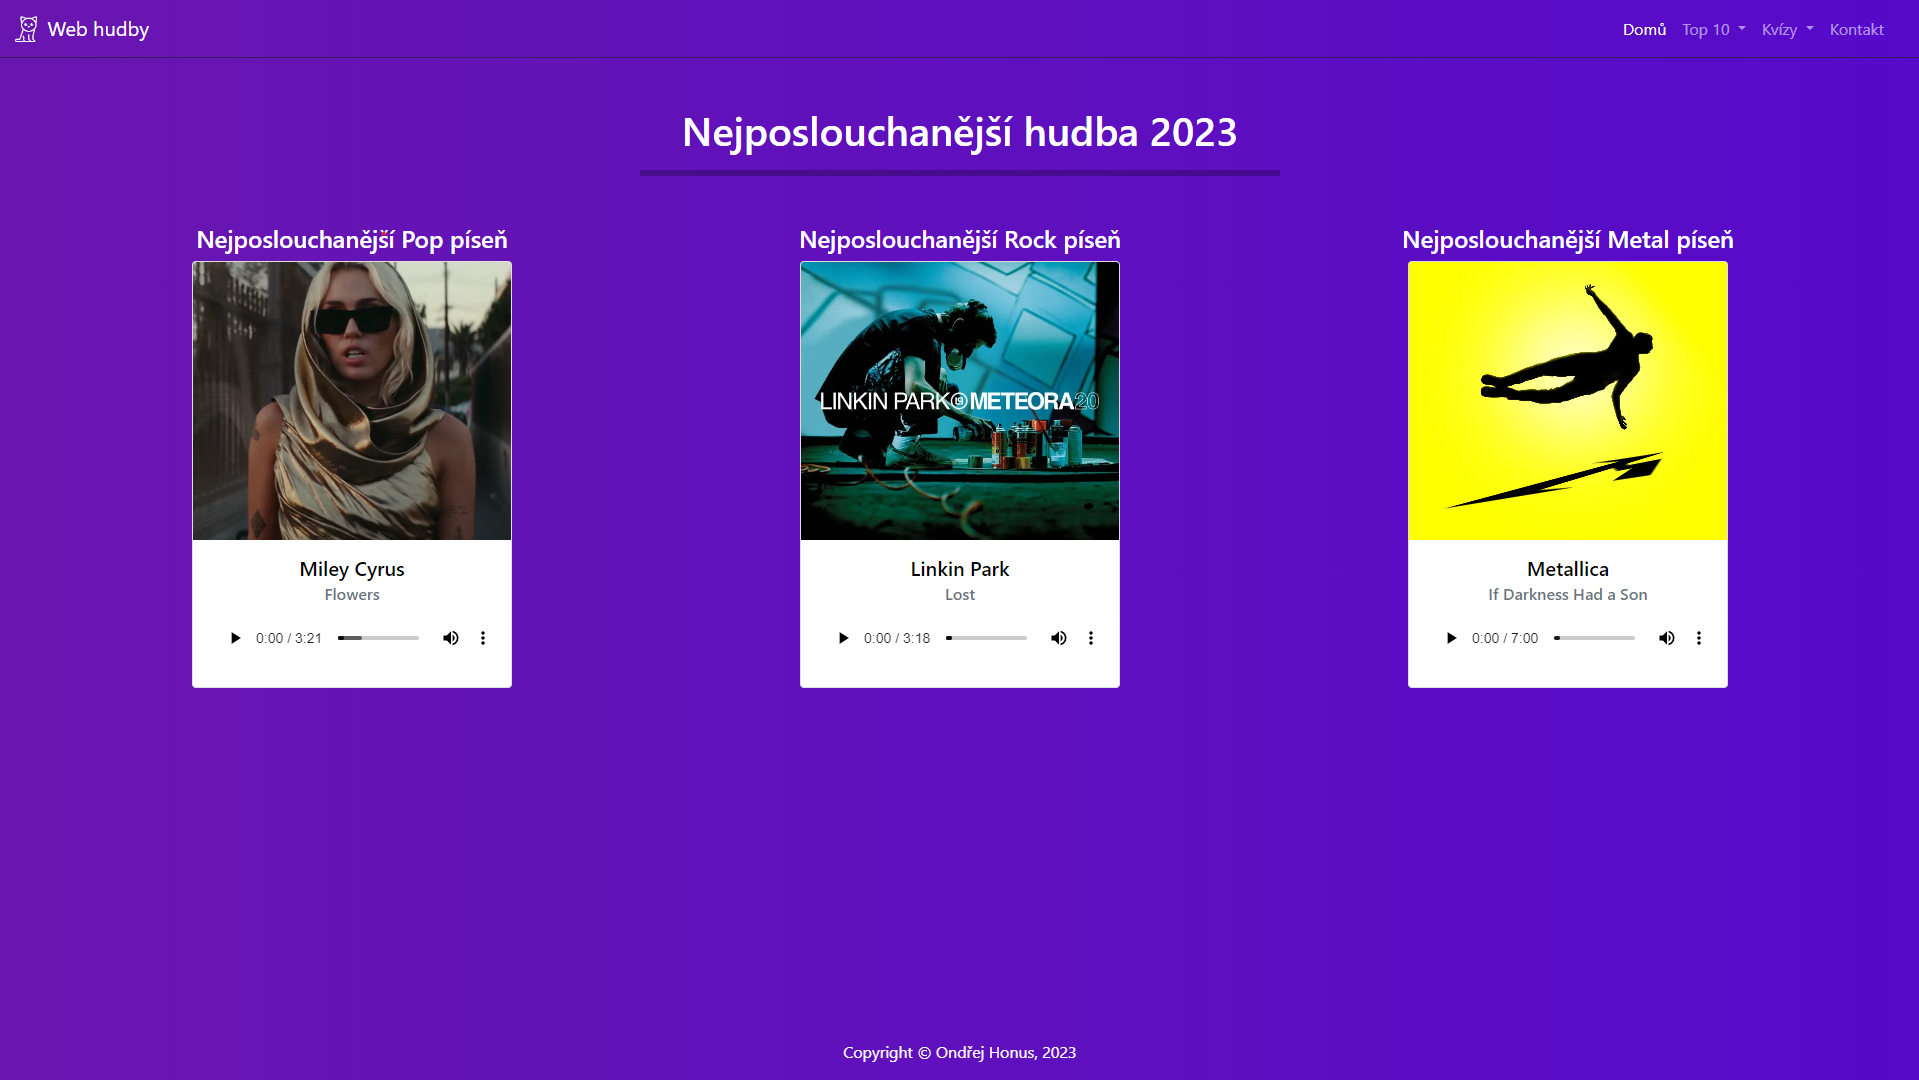 Web hudby
Domů Top 10 Kvízy Kontakt
Nejposlouchanější hudba 2023
Nejposlouchanější Pop píseň
Miley Cyrus
Flowers
0:00 / 3:21
Nejposlouchanější Rock píseň
LINKIN PARK METEORA20
Linkin Park
Lost
0:00 / 3:18
Nejposlouchanější Metal píseň
Metallica
If Darkness Had a Son
0:00 / 7:00
Copyright © Ondřej Honus, 2023